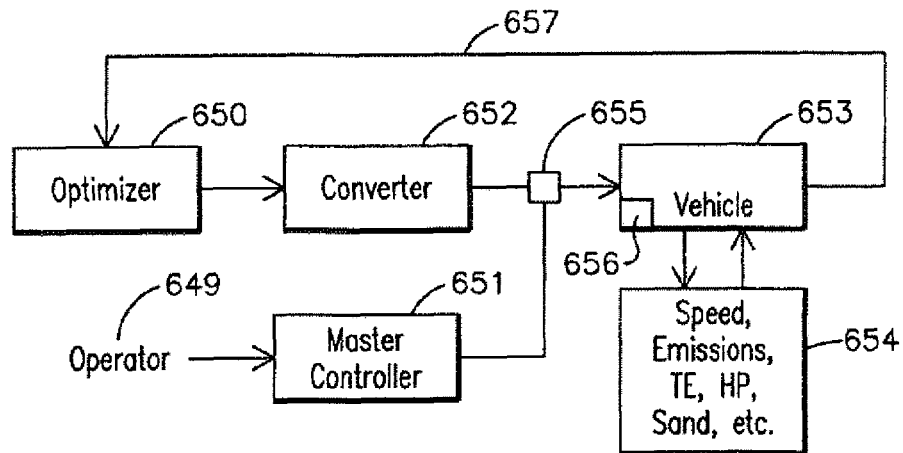 657
650
652
655
653
Optimizer
Converter
Vehicle
656
649
651
Operator
Master
Controller
Speed,
Emissions,
TE, HP,
Sand, etc.
654